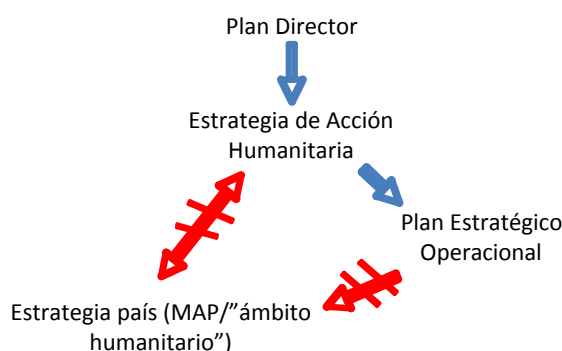 Plan Director
Estrategia de Acción
Humanitaria
Plan Estratégico
Operacional
Estrategia país (MAP/”ámbito
humanitario”)